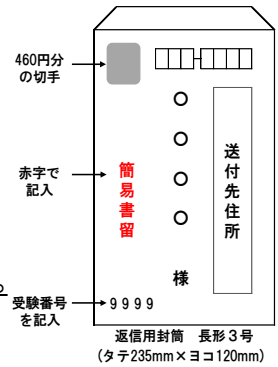 460円分
の切手
赤字で
記入
簡易書留
送付先住所
様
受験番号
を記入
9999
返信用封筒 長形3号
(タテ235mm×ヨコ120mm)